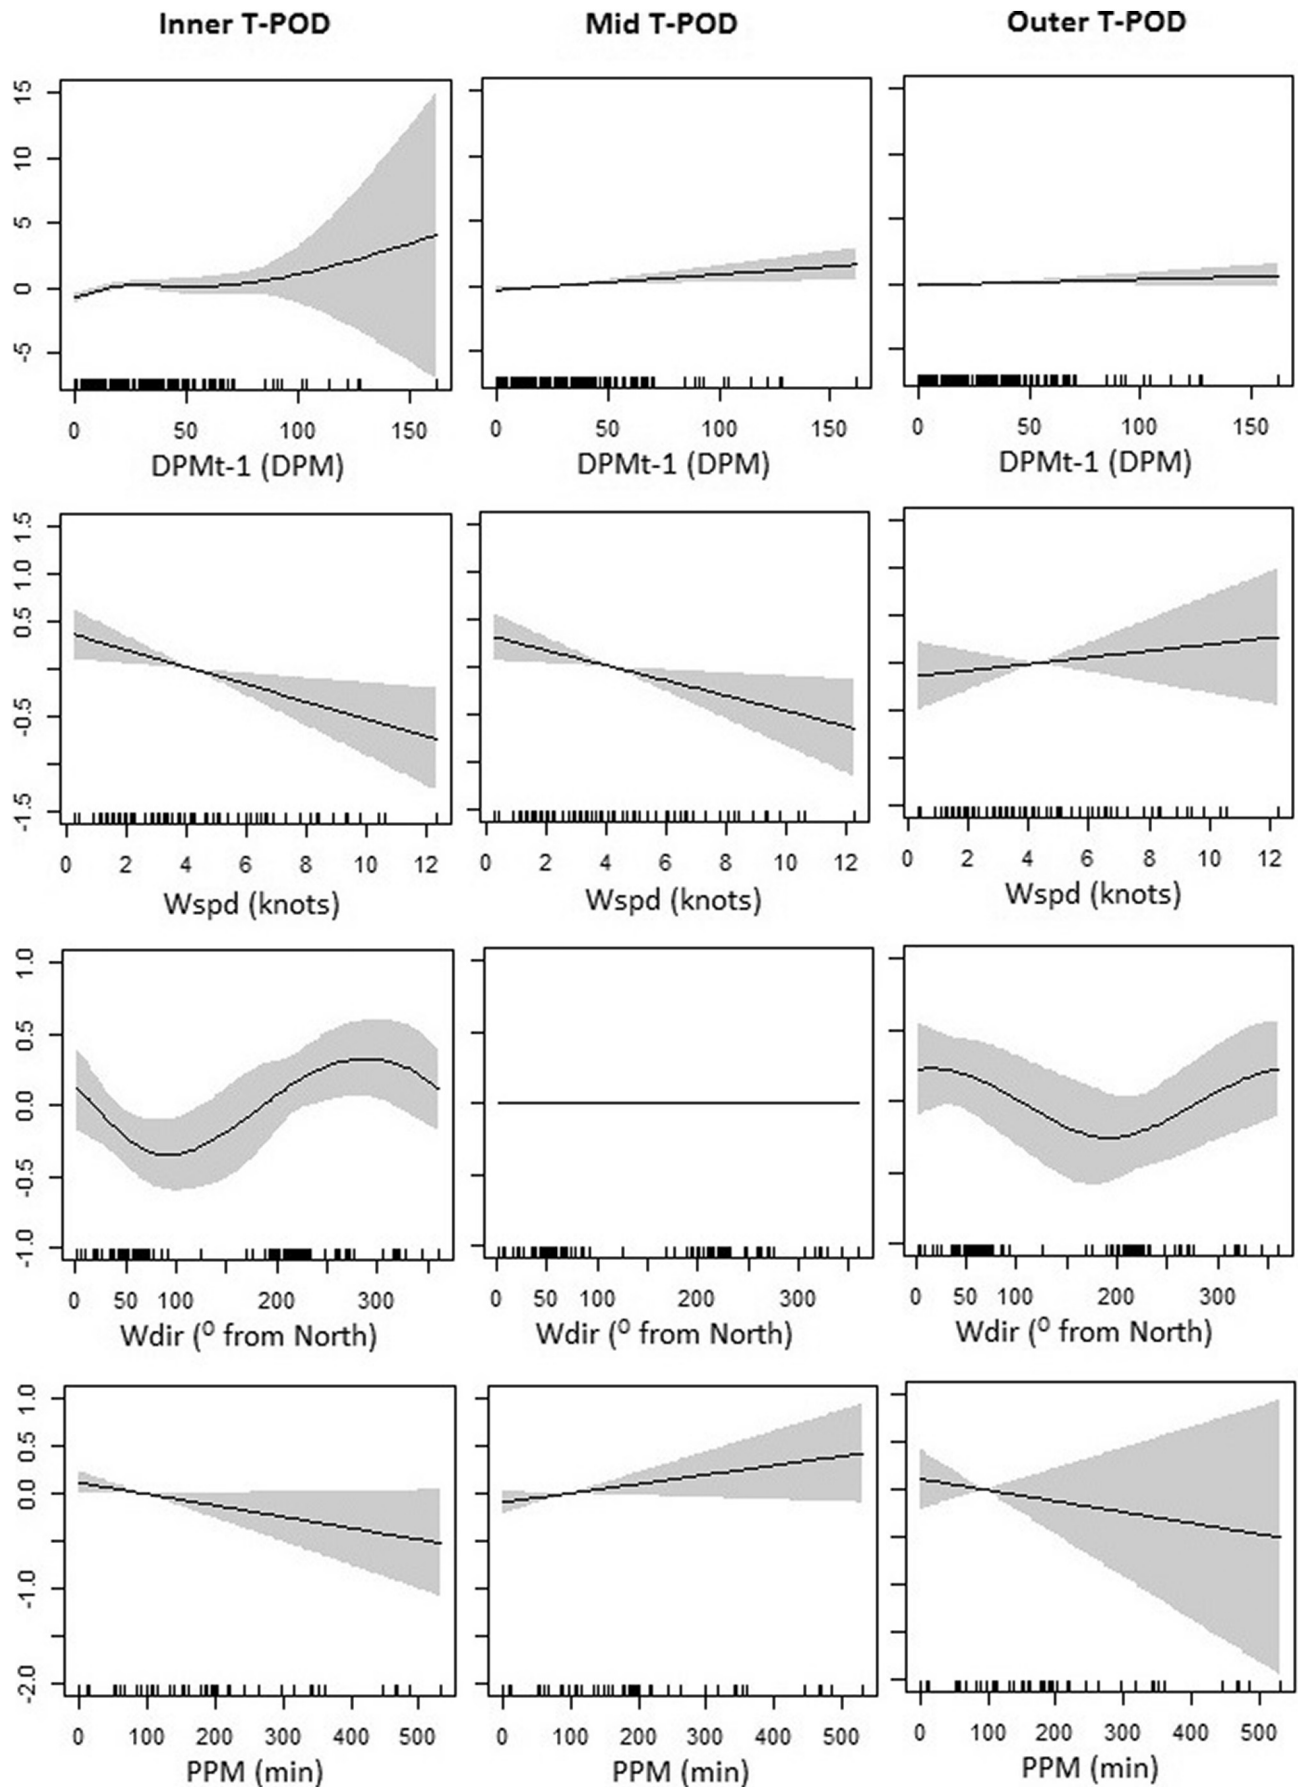 Inner T-POD Mid T-POD Outer T-POD
15
10
5
0
-5
0 50 100 150 0 50 100 150 0 50 100 150
DPMt-1 (DPM) DPMt-1 (DPM) DPMt-1 (DPM)
1.5
1.0
0.5
-0.5
-1.5
0 2 4 6 8 10 12 0 2 4 6 8 10 12 0 2 4 6 8 10 12
Wspd (knots) Wspd (knots) Wspd (knots)
1.0
0.5
0.0
-0.5
-1.0
0 50 100 200 300 0 50 100 200 300 0 50 100 200 300
Wdir (⁰ from North) Wdir (⁰ from North) Wdir (⁰ from North)
1.0
0.5
0.0
-1.0
-2.0
0 100 200 300 400 500 0 100 200 300 400 500 0 100 200 300 400 500
PPM (min) PPM (min) PPM (min)